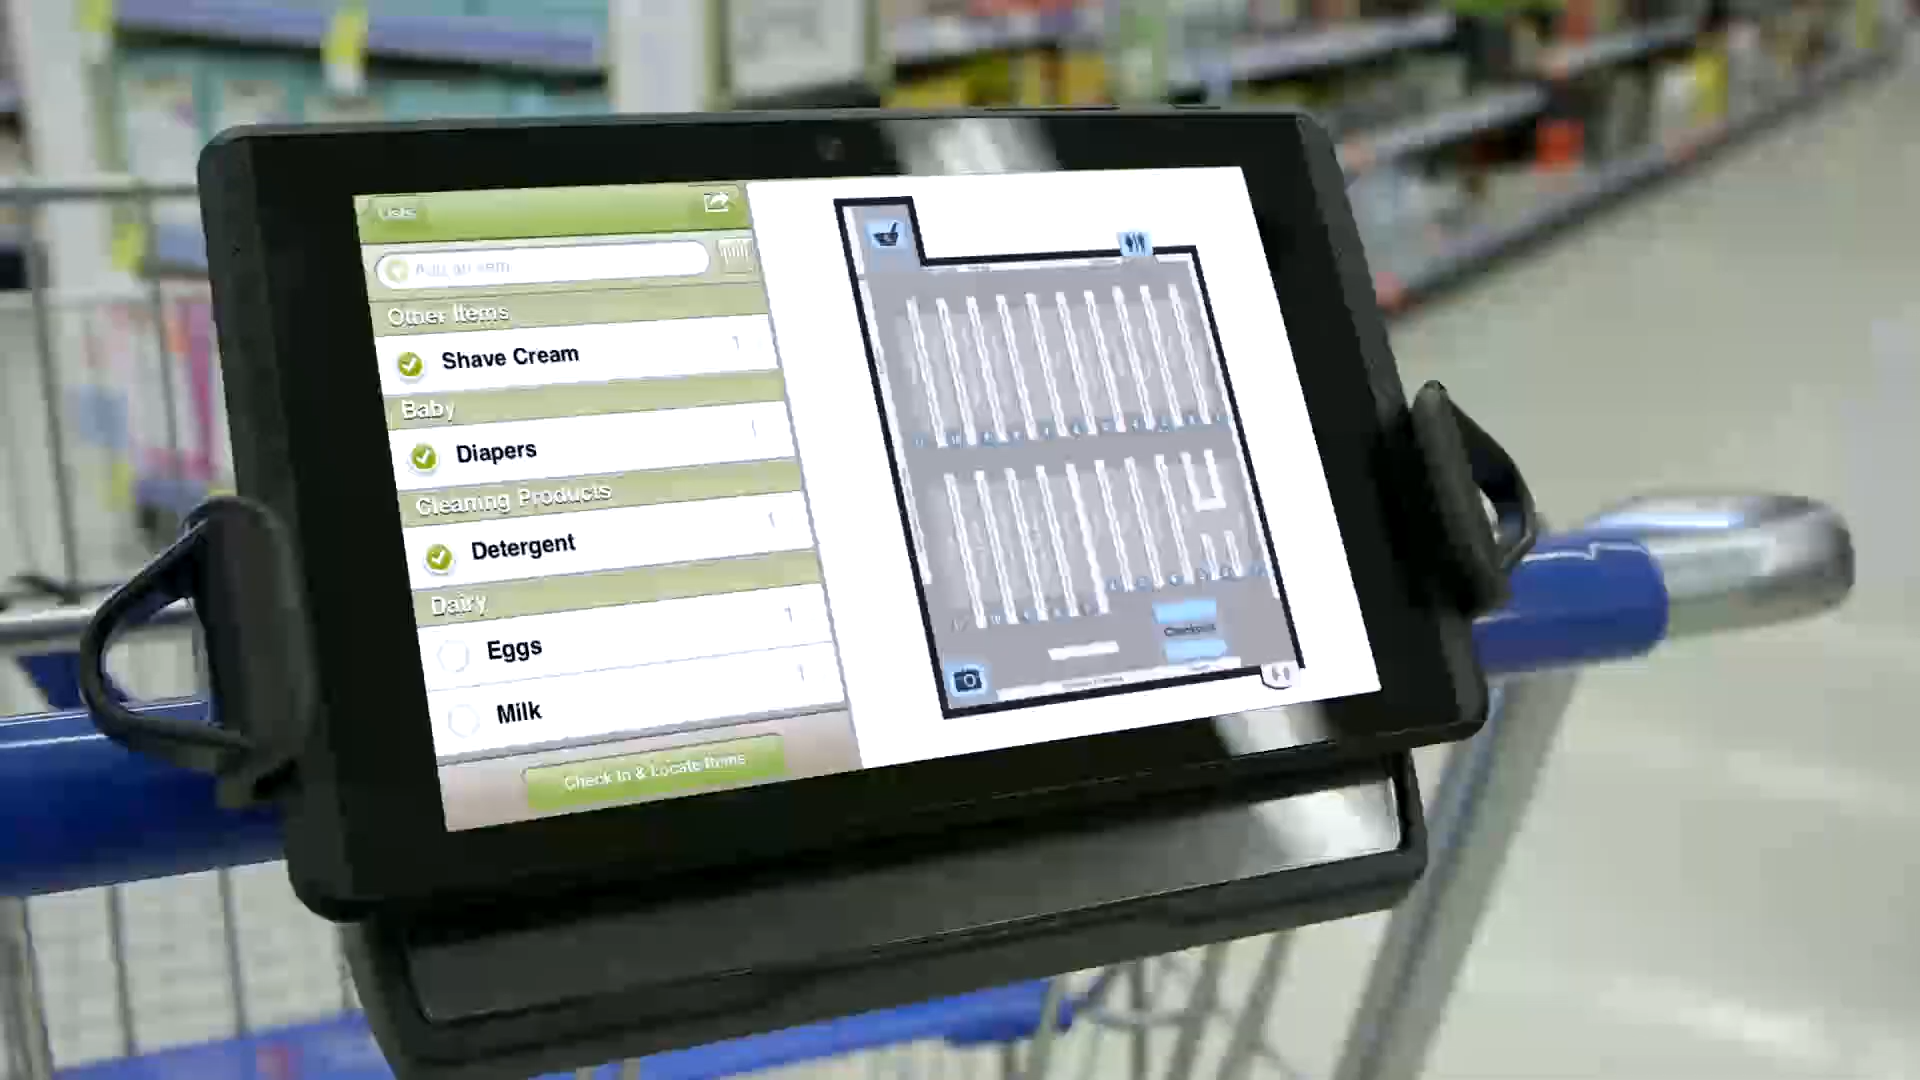 Lists
Add an item
Other Items
Shave Cream
1
Baby
Diapers
1
Cleaning Products
Detergent
1
Dairy
Eggs
1
Milk
1
Check In & Locate Items
Checkout